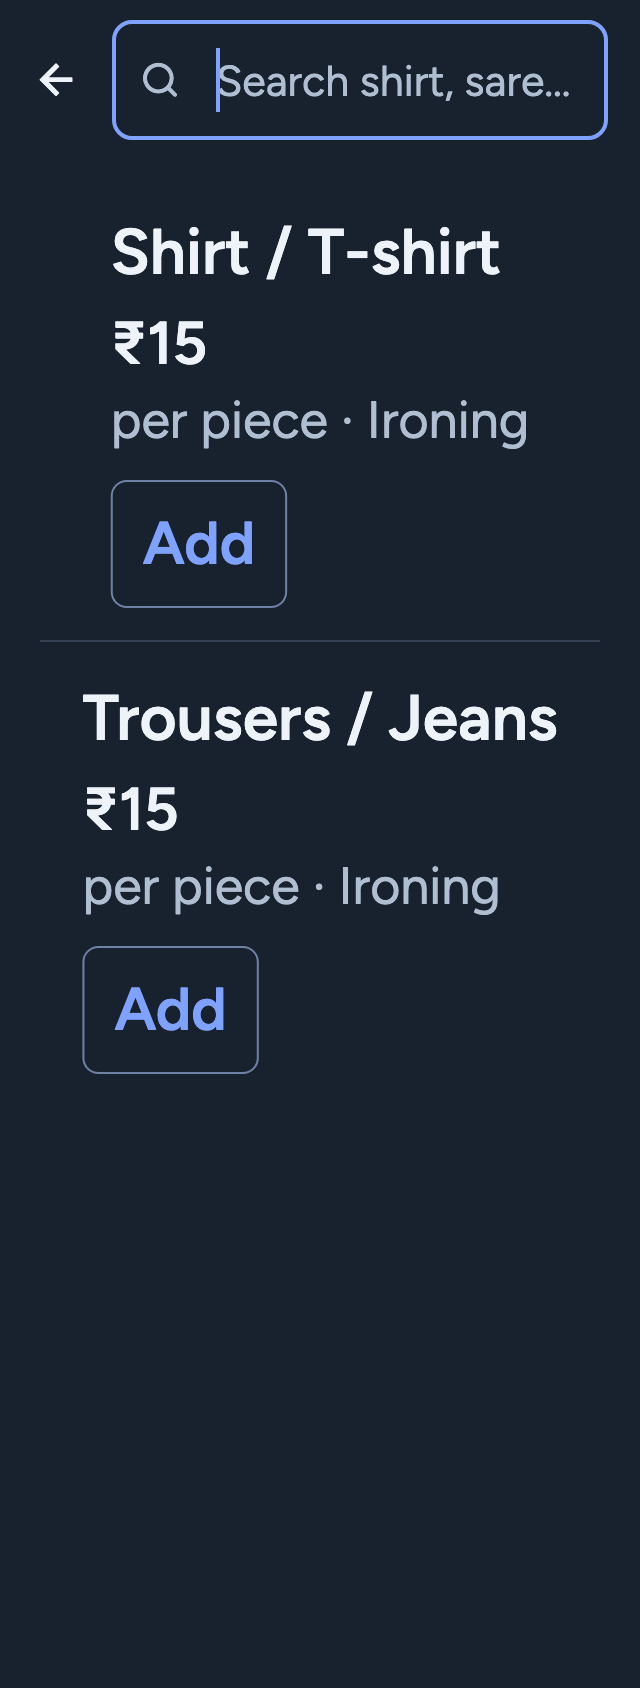 Search shirt, sare...
Shirt / T-shirt
₹15
per piece · Ironing
Add
Trousers / Jeans
₹15
per piece · Ironing
Add